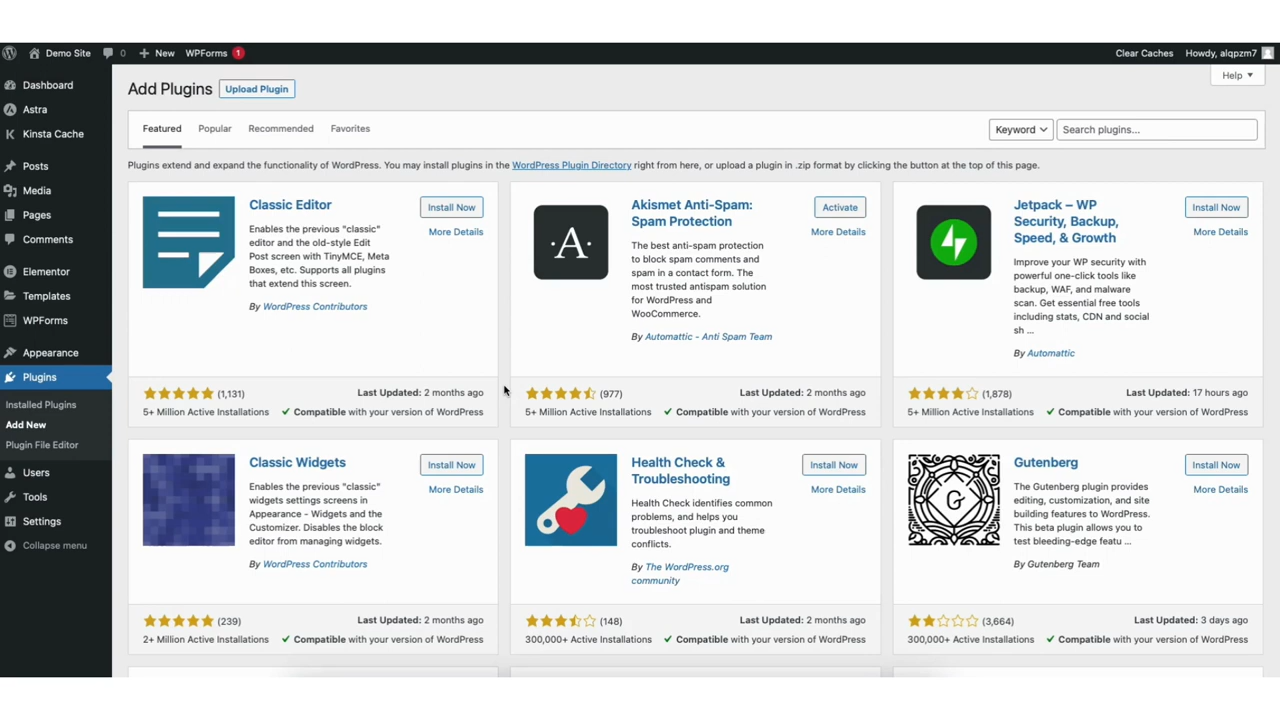 Demo Site 0 New WPForms 1 Clear Caches Howdy, alqpzm7
Dashboard
Astra
Kinsta Cache
Posts
Media
Pages
Comments
Elementor
Templates
WPForms
Appearance
Plugins
Installed Plugins
Add New
Plugin File Editor
Users
Tools
Settings
Collapse menu
Help
Add Plugins Upload Plugin
Featured Popular Recommended Favorites Keyword Search plugins...
Plugins extend and expand the functionality of WordPress. You may install plugins in the WordPress Plugin Directory right from here, or upload a plugin in .zip format by clicking the button at the top of this page.
Classic Editor
Install Now
More Details
Enables the previous "classic"
editor and the old-style Edit
Post screen with TinyMCE, Meta
Boxes, etc. Supports all plugins
that extend this screen.
By WordPress Contributors
(1,131) Last Updated: 2 months ago
5+ Million Active Installations Compatible with your version of WordPress
·A·
Akismet Anti-Spam:
Spam Protection
Activate
More Details
The best anti-spam protection
to block spam comments and
spam in a contact form. The
most trusted antispam solution
for WordPress and
WooCommerce.
By Automattic - Anti Spam Team
(977) Last Updated: 2 months ago
5+ Million Active Installations Compatible with your version of WordPress
Jetpack – WP
Security, Backup,
Speed, & Growth
Install Now
More Details
Improve your WP security with
powerful one-click tools like
backup, WAF, and malware
scan. Get essential free tools
including stats, CDN and social
sh ...
By Automattic
(1,878) Last Updated: 17 hours ago
5+ Million Active Installations Compatible with your version of WordPress
Classic Widgets
Install Now
More Details
Enables the previous "classic"
widgets settings screens in
Appearance - Widgets and the
Customizer. Disables the block
editor from managing widgets.
By WordPress Contributors
(239) Last Updated: 2 months ago
2+ Million Active Installations Compatible with your version of WordPress
Health Check &
Troubleshooting
Install Now
More Details
Health Check identifies common
problems, and helps you
troubleshoot plugin and theme
conflicts.
By The WordPress.org
community
(148) Last Updated: 2 months ago
300,000+ Active Installations Compatible with your version of WordPress
G
Gutenberg
Install Now
More Details
The Gutenberg plugin provides
editing, customization, and site
building features to WordPress.
This beta plugin allows you to
test bleeding-edge featu ...
By Gutenberg Team
(3,664) Last Updated: 3 days ago
300,000+ Active Installations Compatible with your version of WordPress